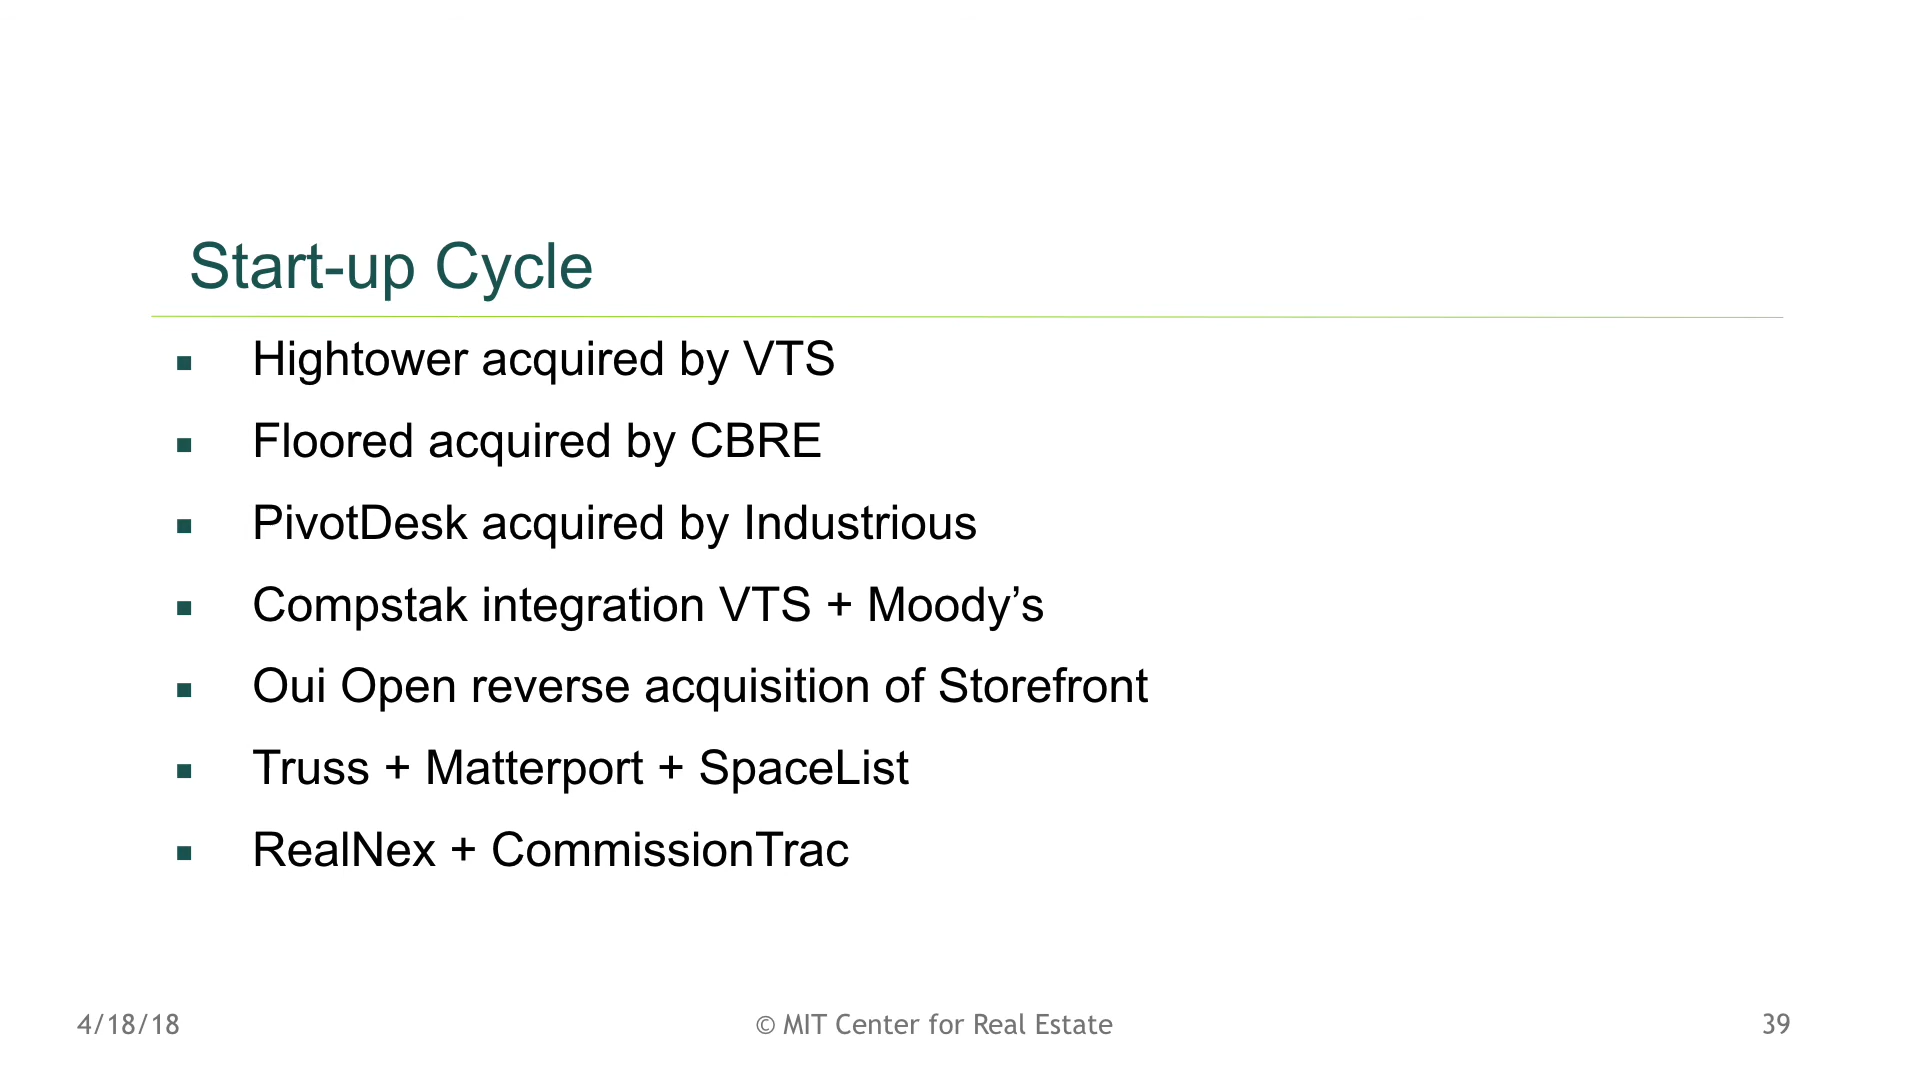 Start-up Cycle
▪ Hightower acquired by VTS
▪ Floored acquired by CBRE
▪ PivotDesk acquired by Industrious
▪ Compstak integration VTS + Moody’s
▪ Oui Open reverse acquisition of Storefront
▪ Truss + Matterport + SpaceList
▪ RealNex + CommissionTrac
4/18/18
© MIT Center for Real Estate
39